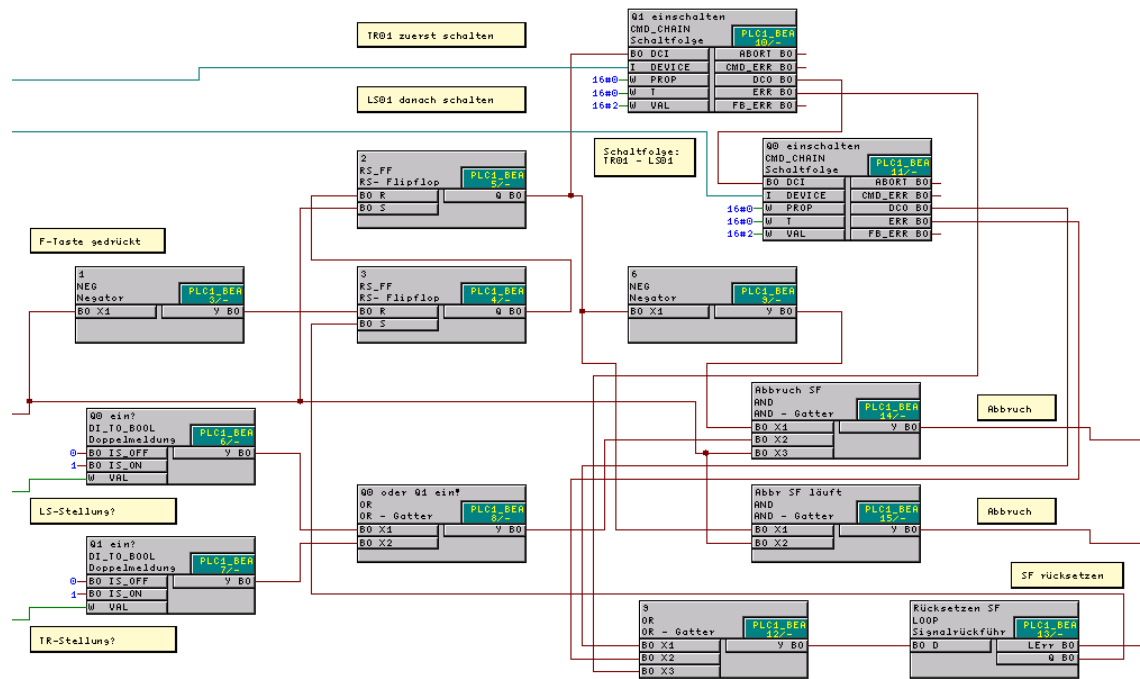 TR01 zuerst schalten
LS01 danach schalten
Q1 einschalten
CMD_CHAIN
Schaltfolge
PLC1_BEA
10/-
BO DCI ABORT BO
I DEVICE CMD_ERR BO
16#0 W PROP DCO BO
16#0 W T ERR BO
16#2 W VAL FB_ERR BO
Schaltfolge:
TR01 - LS01
Q0 einschalten
CMD_CHAIN
Schaltfolge
PLC1_BEA
11/-
BO DCI ABORT BO
I DEVICE CMD_ERR BO
16#0 W PROP DCO BO
16#0 W T ERR BO
16#2 W VAL FB_ERR BO
2
RS_FF
RS- Flipflop
PLC1_BEA
5/-
BO R Q BO
BO S
F-Taste gedrückt
1
NEG
Negator
PLC1_BEA
3/-
BO X1 Y BO
3
RS_FF
RS- Flipflop
PLC1_BEA
4/-
BO R Q BO
BO S
6
NEG
Negator
PLC1_BEA
9/-
BO X1 Y BO
Q0 ein?
DI_TO_BOOL
Doppelmeldung
PLC1_BEA
6/-
0 BO IS_OFF Y BO
1 BO IS_ON
W VAL
LS-Stellung?
Abbruch SF
AND
AND - Gatter
PLC1_BEA
14/-
BO X1 Y BO
BO X2
BO X3
Abbruch
Q0 oder Q1 ein!
OR
OR - Gatter
PLC1_BEA
8/-
BO X1 Y BO
BO X2
Abbr SF läuft
AND
AND - Gatter
PLC1_BEA
15/-
BO X1 Y BO
BO X2
Abbruch
Q1 ein?
DI_TO_BOOL
Doppelmeldung
PLC1_BEA
7/-
0 BO IS_OFF Y BO
1 BO IS_ON
W VAL
TR-Stellung?
SF rücksetzen
9
OR
OR - Gatter
PLC1_BEA
12/-
BO X1 Y BO
BO X2
BO X3
Rücksetzen SF
LOOP
Signalrückführ
PLC1_BEA
13/-
BO D LErr BO
Q BO